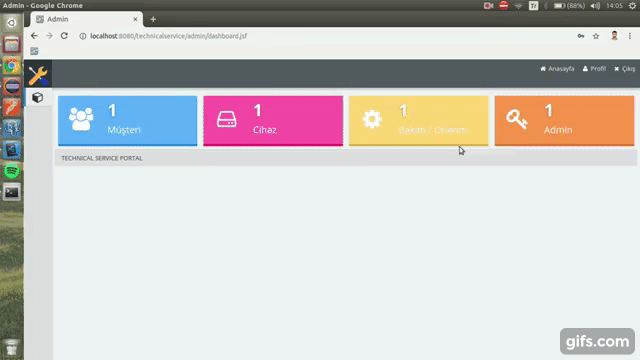 Admin - Google Chrome
Tr
(88%)
14:05
Admin
localhost:8080/technicalservice/admin/dashboard.jsf
Anasayfa
Profil
Çıkış
1
Müşteri
1
Cihaz
1
Bakım / Onarım
1
Admin
TECHNICAL SERVICE PORTAL
gifs.com